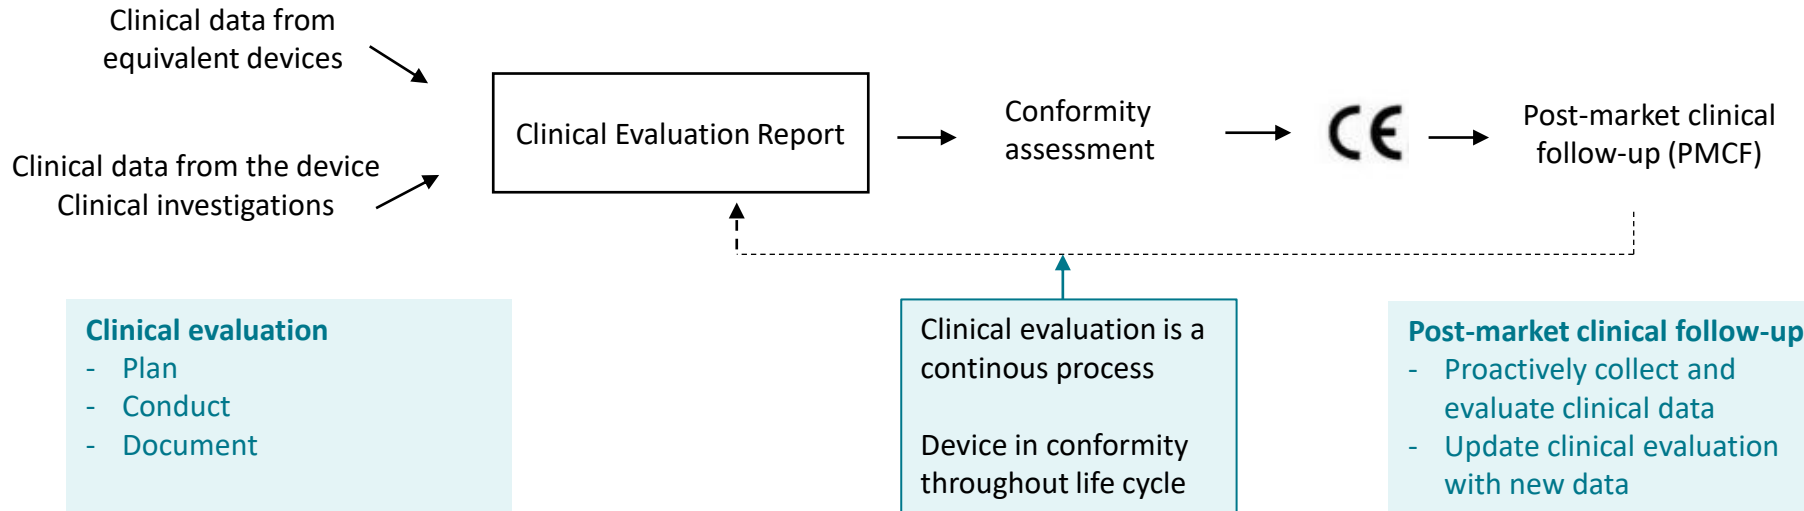 Clinical data from
equivalent devices
Clinical data from the device
Clinical investigations
Clinical Evaluation Report
Conformity
assessment
CE
Post-market clinical
follow-up (PMCF)
Clinical evaluation
- Plan
- Conduct
- Document
Clinical evaluation is a
continous process
Device in conformity
throughout life cycle
Post-market clinical follow-up
- Proactively collect and
evaluate clinical data
- Update clinical evaluation
with new data